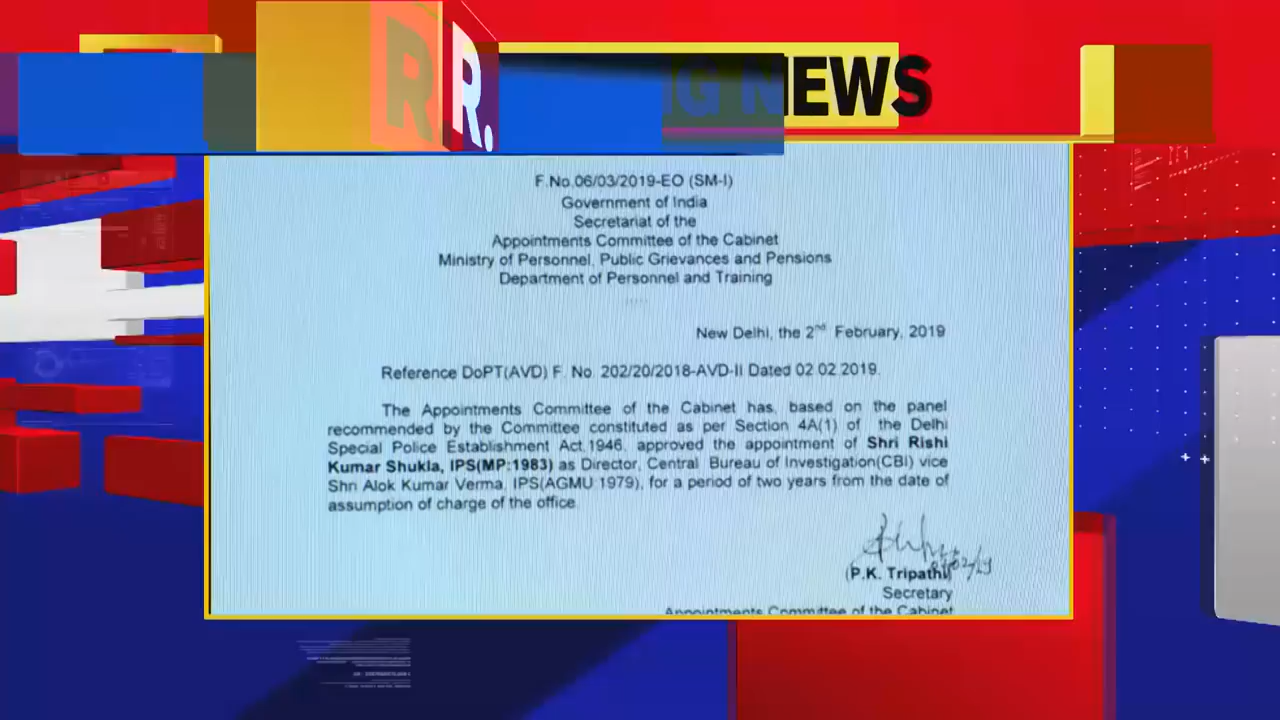 R R.
G NEWS
F.No.06/03/2019-EO (SM-I)
Government of India
Secretariat of the
Appointments Committee of the Cabinet
Ministry of Personnel, Public Grievances and Pensions
Department of Personnel and Training
New Delhi, the 2nd February, 2019
Reference DoPT(AVD) F. No. 202/20/2018-AVD-II Dated 02.02.2019.
The Appointments Committee of the Cabinet has, based on the panel
recommended by the Committee constituted as per Section 4A(1) of the Delhi
Special Police Establishment Act,1946, approved the appointment of Shri Rishi
Kumar Shukla, IPS(MP:1983) as Director, Central Bureau of Investigation(CBI) vice
Shri Alok Kumar Verma, IPS(AGMU:1979), for a period of two years from the date of
assumption of charge of the office.
(P.K. Tripathi)
Secretary
Appointments Committee of the Cabinet